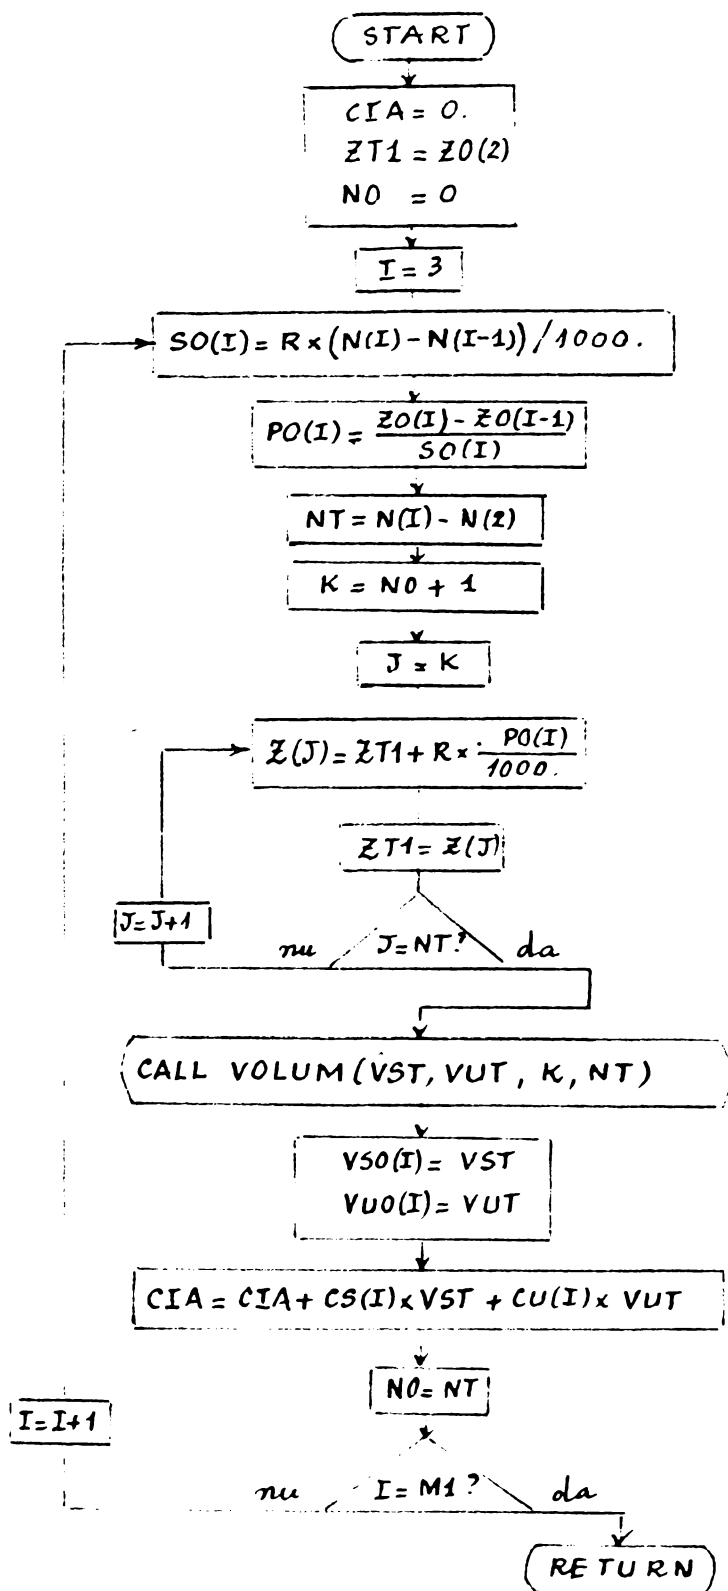 START
CIA = 0.
ZT1 = ZO(2)
NO = 0
I = 3
SO(I) = R × (N(I) - N(I-1)) / 1000.
PO(I) = ZO(I) - ZO(I-1)
SO(I)
NT = N(I) - N(2)
K = NO + 1
J = K
Z(J) = ZT1 + R × PO(I)
1000.
ZT1 = Z(J)
J=J+1
nu J=NT? da
CALL VOLUM (VST, VUT, K, NT)
VSO(I) = VST
VUO(I) = VUT
CIA = CIA + CS(I) × VST + CU(I) × VUT
NO = NT
I=I+1
nu I = M1? da
RETURN